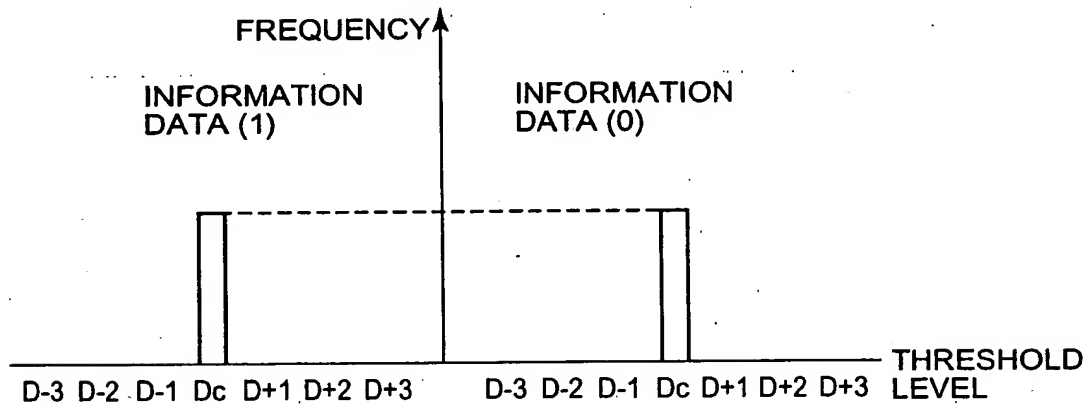 FREQUENCY
INFORMATION
DATA (1)
INFORMATION
DATA (0)
THRESHOLD
LEVEL
D-3 D-2 D-1 Dc D+1 D+2 D+3 D-3 D-2 D-1 Dc D+1 D+2 D+3